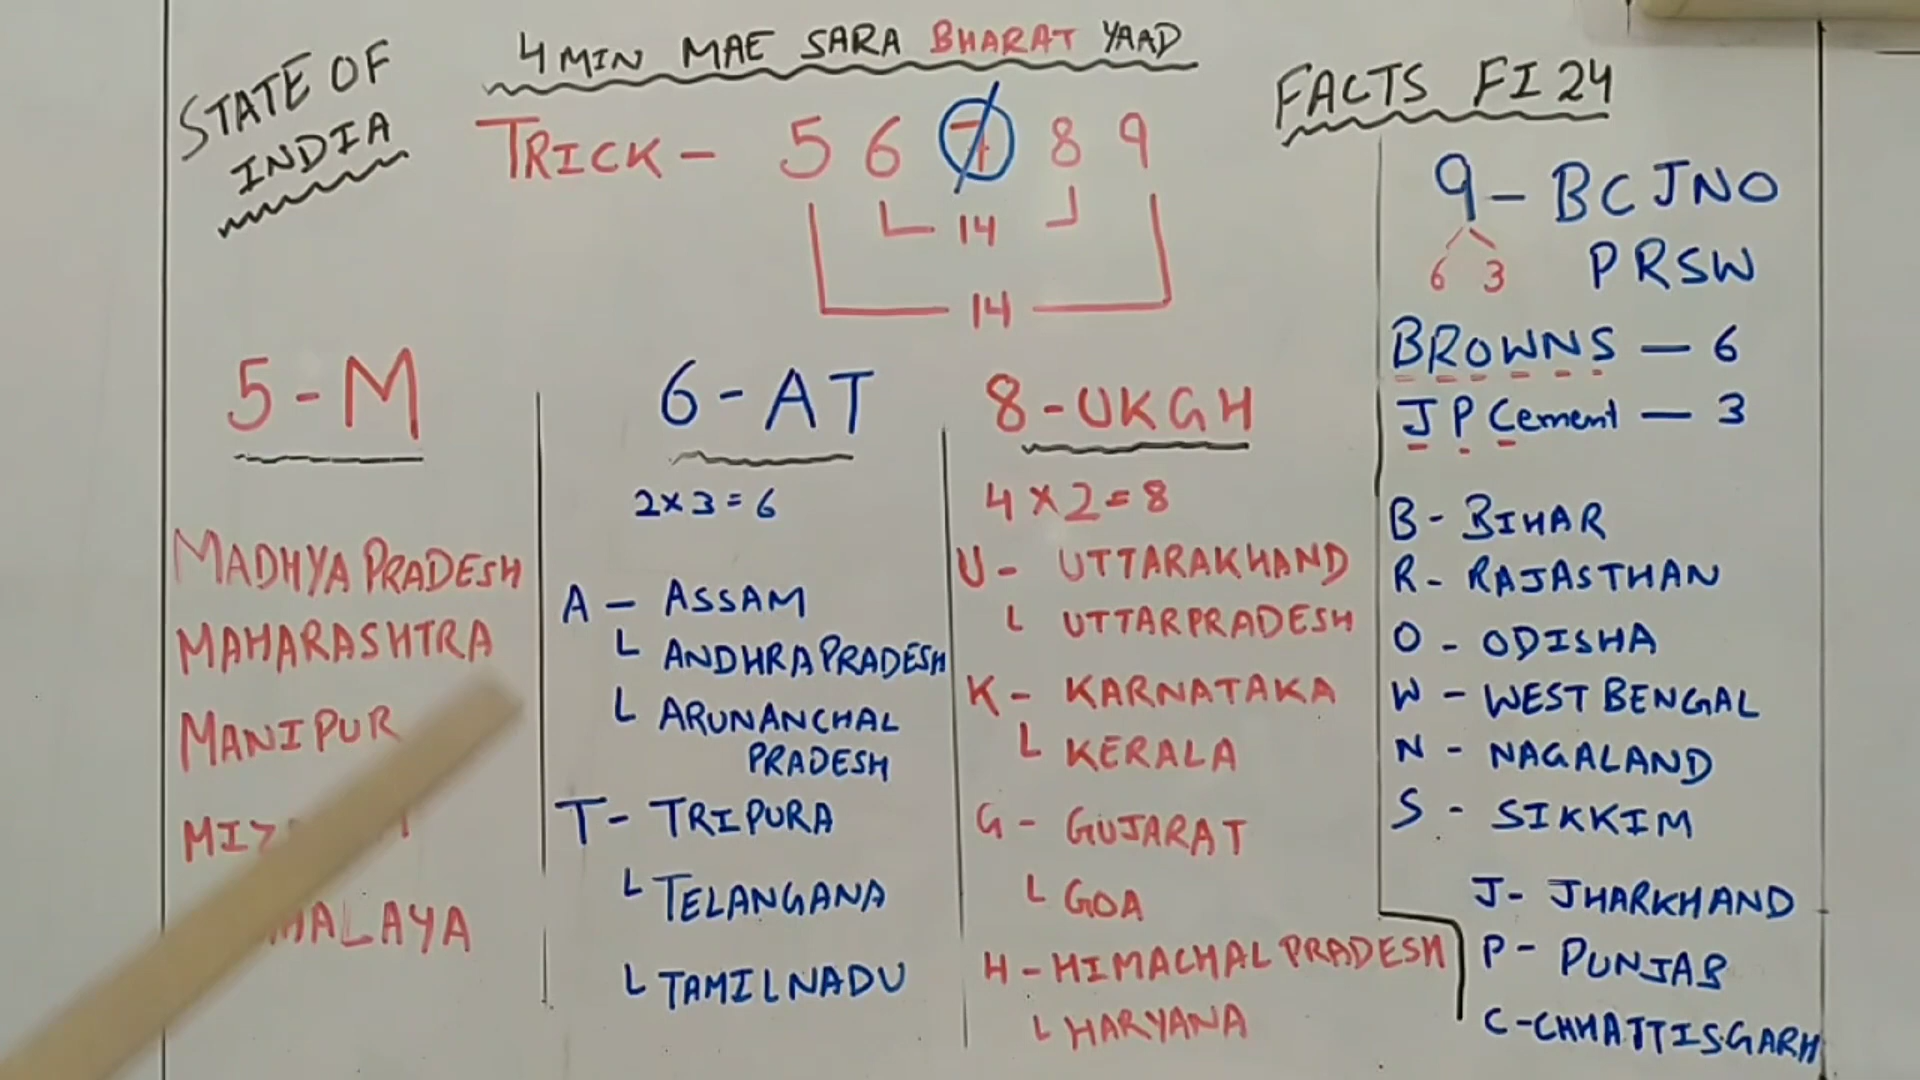 STATE OF
INDIA
4 MIN MAE SARA BHARAT YAAD
TRICK - 5 6 7 8 9
14
14
FACTS FI 24
5 - M
MADHYA PRADESH
MAHARASHTRA
MANIPUR
6 - AT
2 x 3 = 6
A - ASSAM
ANDHRA PRADESH
ARUNANCHAL
PRADESH
T - TRIPURA
TELANGANA
TAMILNADU
8 - UKGH
4 x 2 = 8
U - UTTARAKHAND
UTTARPRADESH
K - KARNATAKA
KERALA
G - GUJARAT
GOA
H - HIMACHAL PRADESH
HARYANA
9 - BCJNO
6 3 PRSW
BROWNS - 6
JP Cement - 3
B - BIHAR
R - RAJASTHAN
O - ODISHA
W - WEST BENGAL
N - NAGALAND
S - SIKKIM
J - JHARKHAND
P - PUNJAB
C - CHHATTISGARH